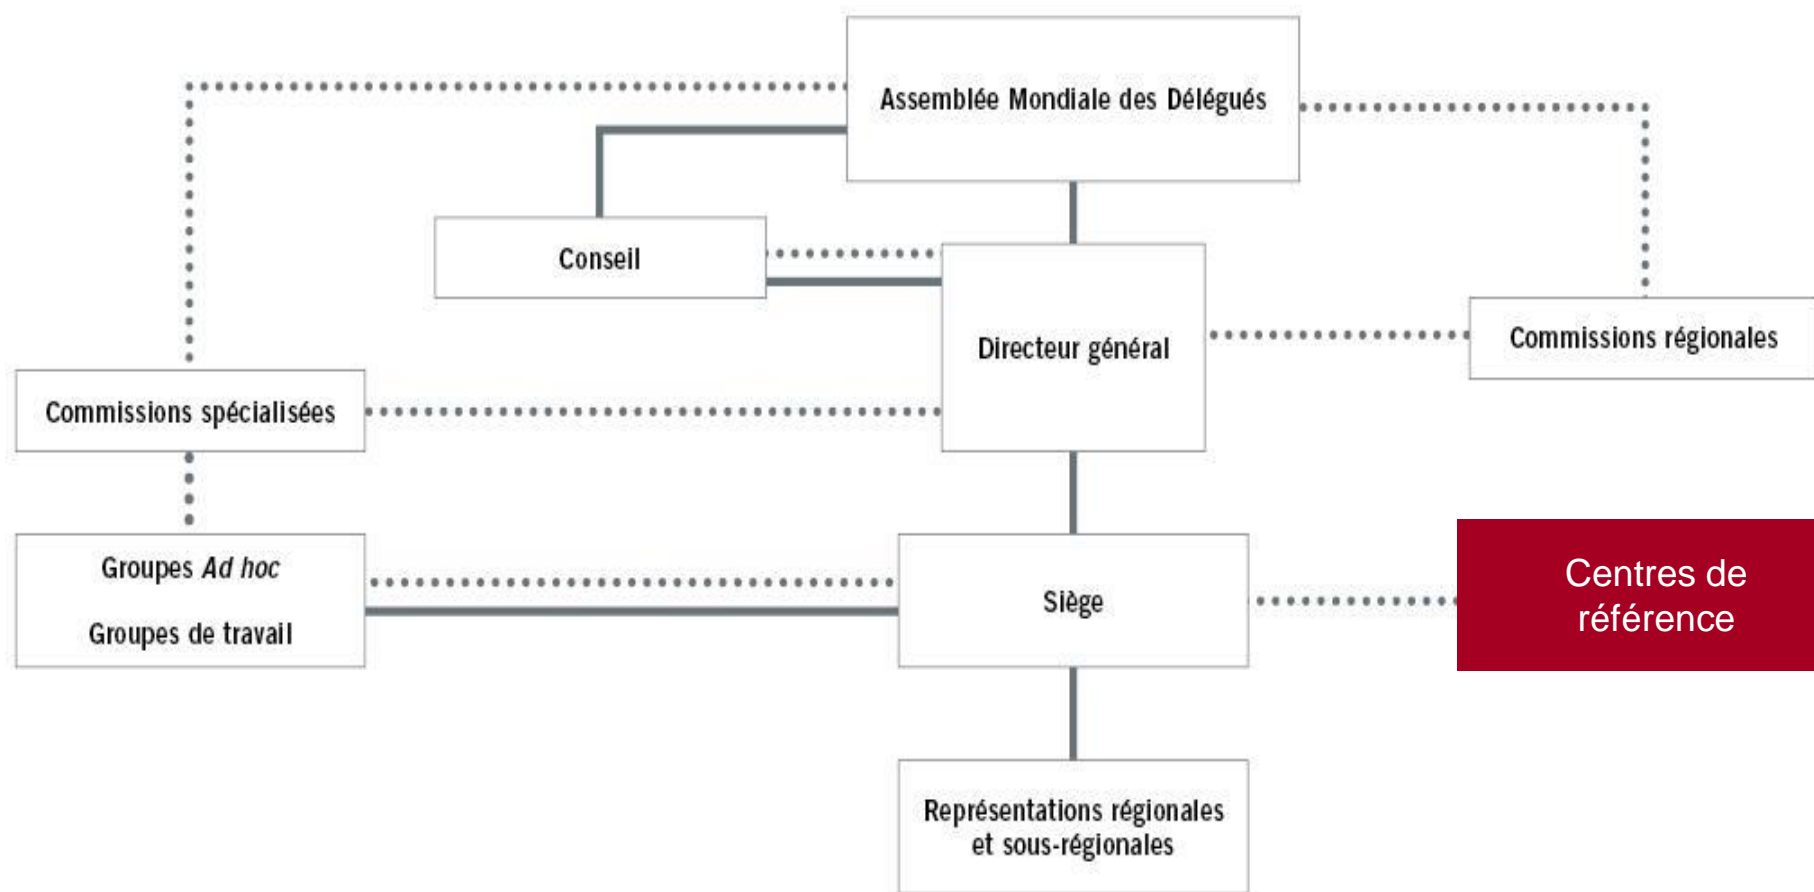 Assemblée Mondiale des Délégués
Conseil
Directeur général
Commissions régionales
Commissions spécialisées
Groupes Ad hoc
Groupes de travail
Siège
Centres de
référence
Représentations régionales
et sous-régionales